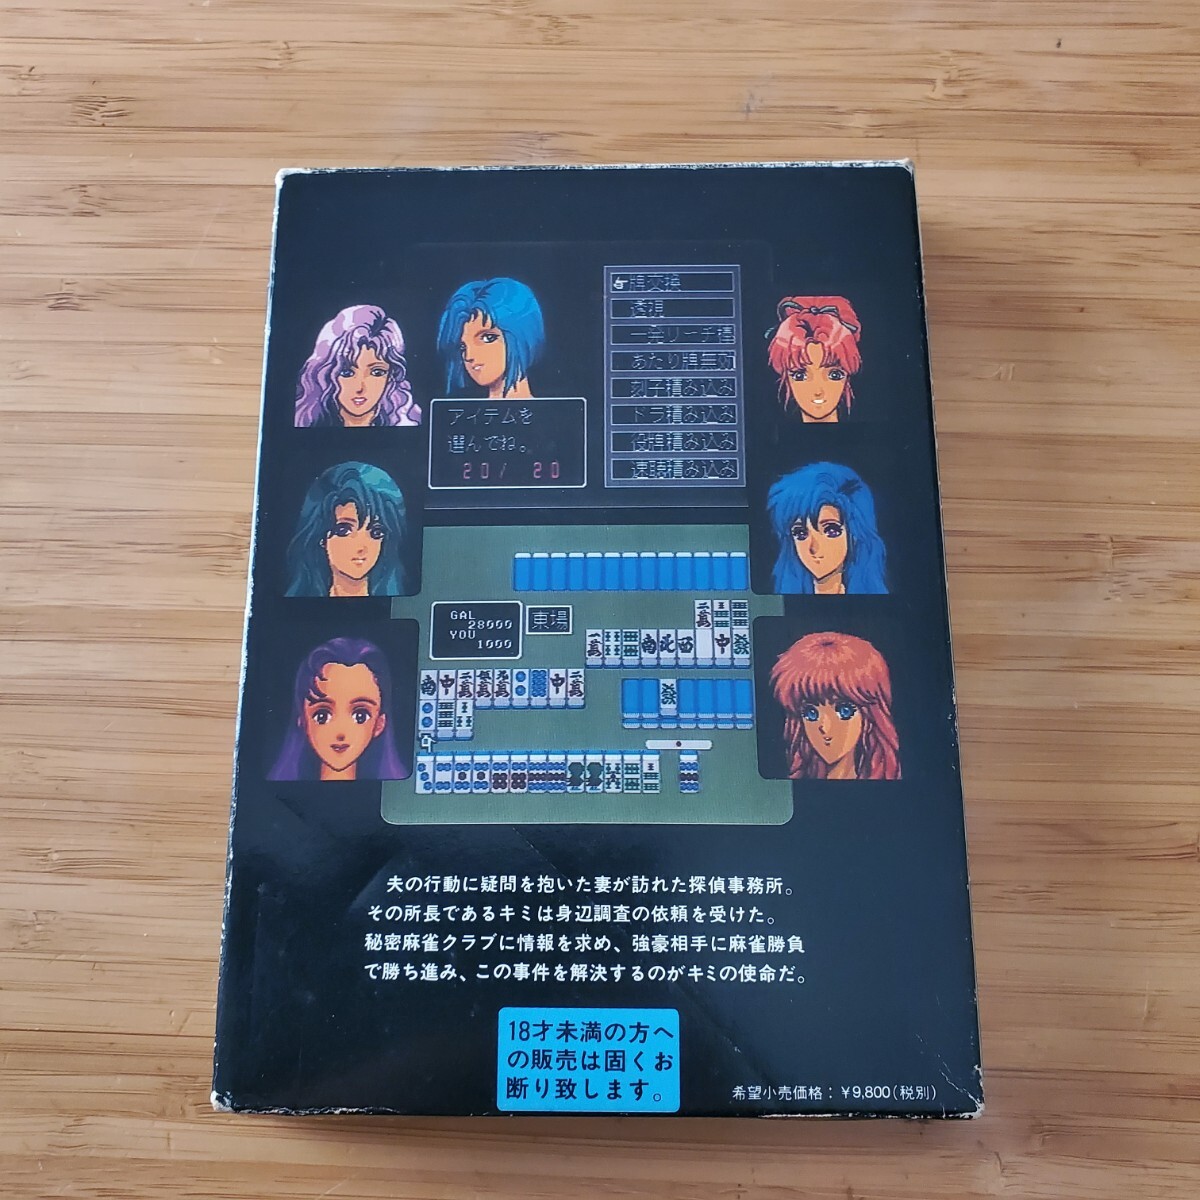 牌交換
透視
一発リーチ棒
あたり牌無効
刻子積み込み
ドラ積み込み
役牌積み込み
速聴積み込み
アイテムを
選んでね。
20/ 20
GAL
28000
YOU
1000
東場
夫の行動に疑問を抱いた妻が訪れた探偵事務所。
その所長であるキミは身辺調査の依頼を受けた。
秘密麻雀クラブに情報を求め、強豪相手に麻雀勝負
で勝ち進み、この事件を解決するのがキミの使命だ。
18才未満の方へ
の販売は固くお
断り致します。
希望小売価格：¥9,800(税別)